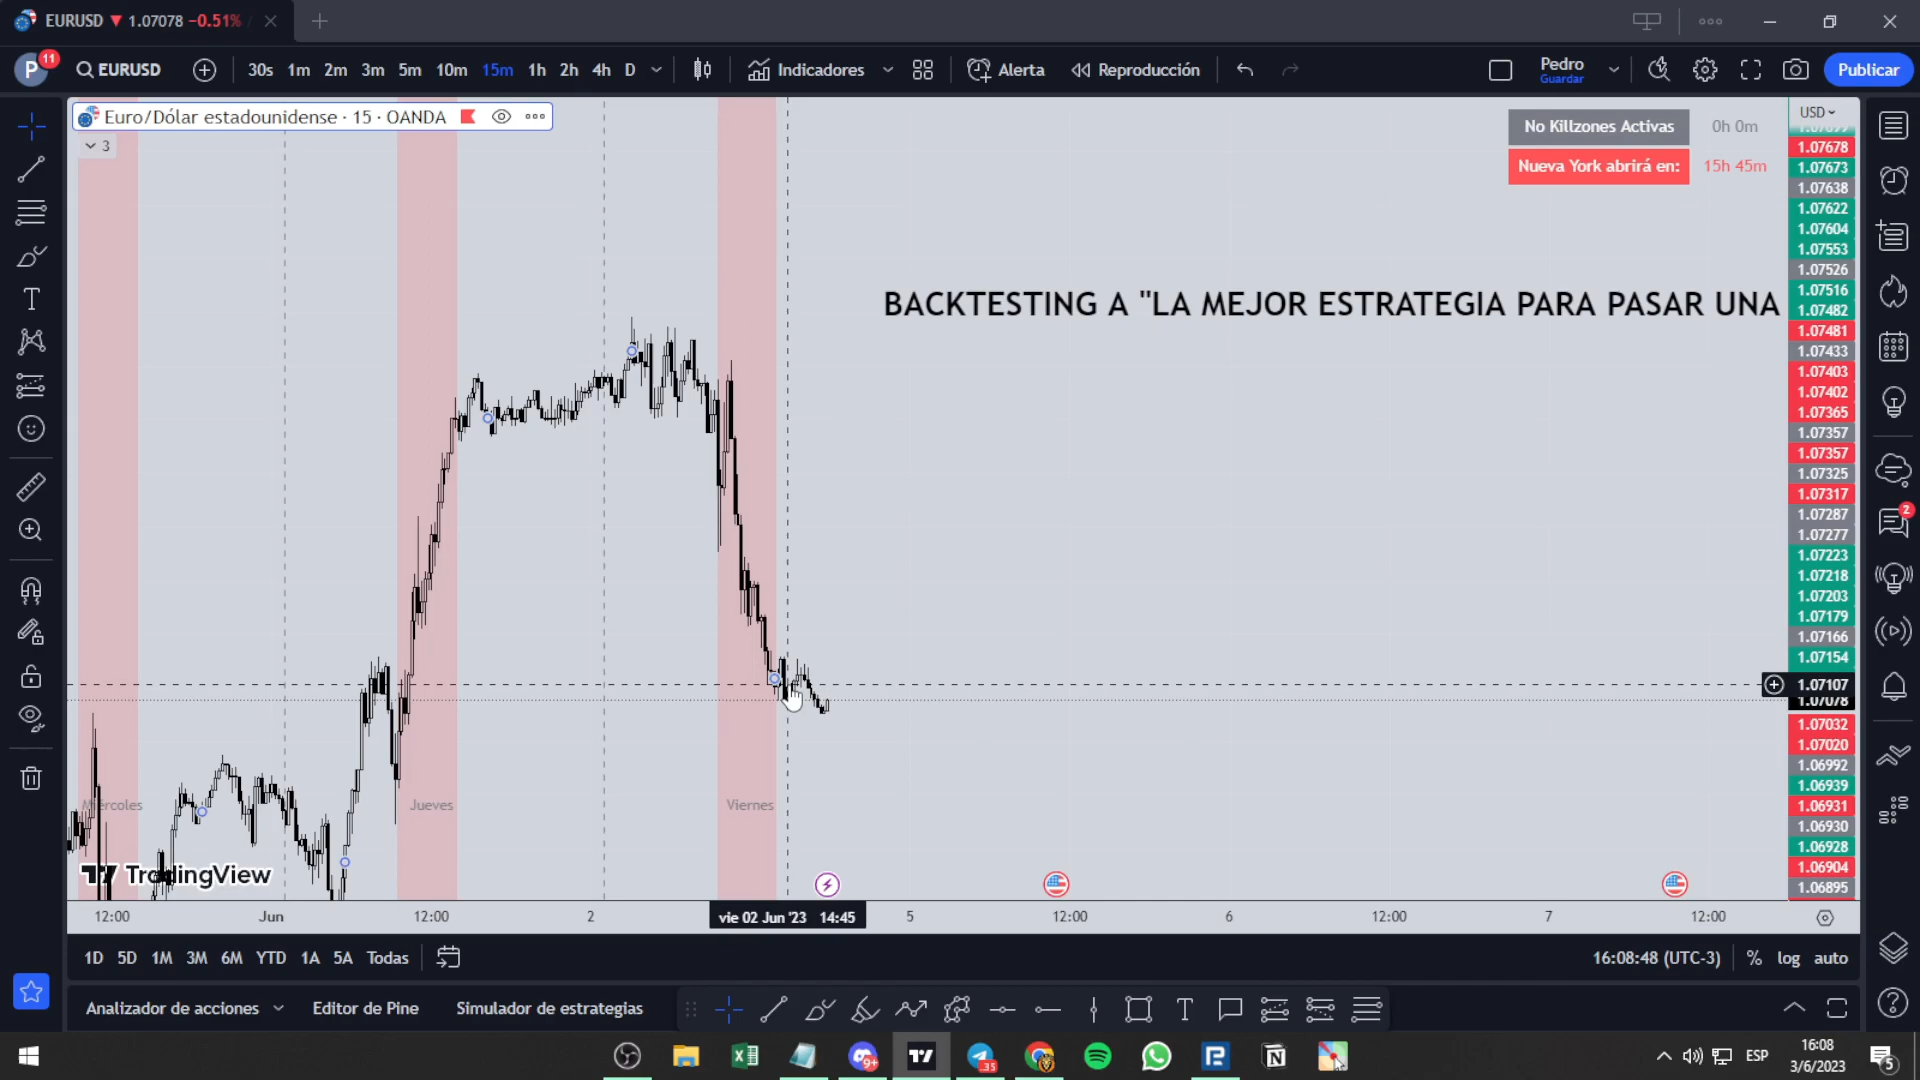 EURUSD ▼ 1.07078 −0.51% /
P 11 EURUSD 30s 1m 2m 3m 5m 10m 15m 1h 2h 4h D Indicadores Alerta Reproducción Pedro Publicar
Guardar
Euro/Dólar estadounidense · 15 · OANDA
3
No Killzones Activas 0h 0m
Nueva York abrirá en: 15h 45m
BACKTESTING A "LA MEJOR ESTRATEGIA PARA PASAR UNA
USD
1.07678
1.07673
1.07638
1.07622
1.07604
1.07553
1.07526
1.07516
1.07482
1.07481
1.07433
1.07403
1.07402
1.07365
1.07357
1.07357
1.07325
1.07317
1.07287
1.07277
1.07223
1.07218
1.07203
1.07179
1.07166
1.07154
1.07107
1.07078
1.07032
1.07020
1.06992
1.06939
1.06931
1.06930
1.06928
1.06904
1.06895
Miércoles Jueves Viernes
TradingView
12:00 Jun 12:00 2 vie 02 Jun '23 14:45 5 12:00 6 12:00 7 12:00
2
1D 5D 1M 3M 6M YTD 1A 5A Todas 16:08:48 (UTC-3) % log auto
Analizador de acciones Editor de Pine Simulador de estrategias
9+ 35 ESP 16:08
3/6/2023 5